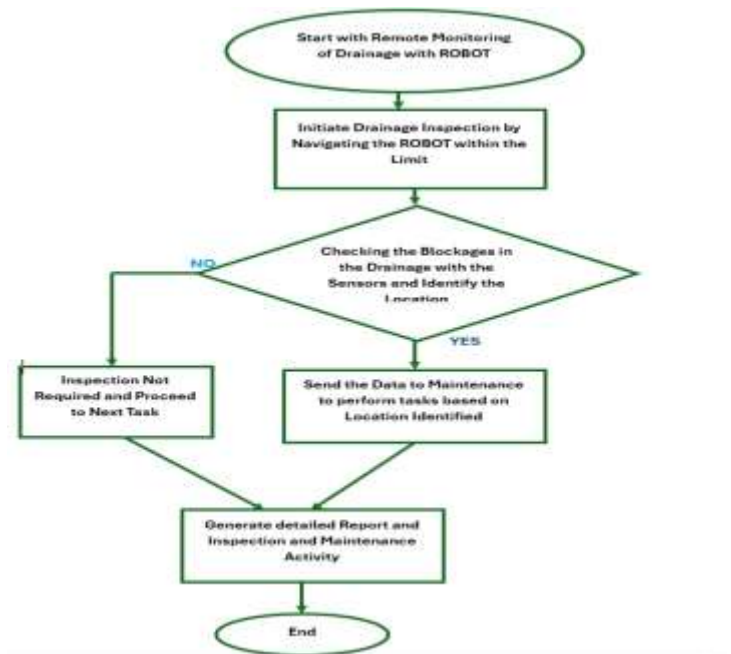 Start with Remote Monitoring
of Drainage with ROBOT
Initiate Drainage Inspection by
Navigating the ROBOT within the
Limit
Checking the Blockages in
the Drainage with the
Sensors and Identify the
Location
NO
YES
Inspection Not
Required and Proceed
to Next Task
Send the Data to Maintenance
to perform tasks based on
Location Identified
Generate detailed Report and
Inspection and Maintenance
Activity
End